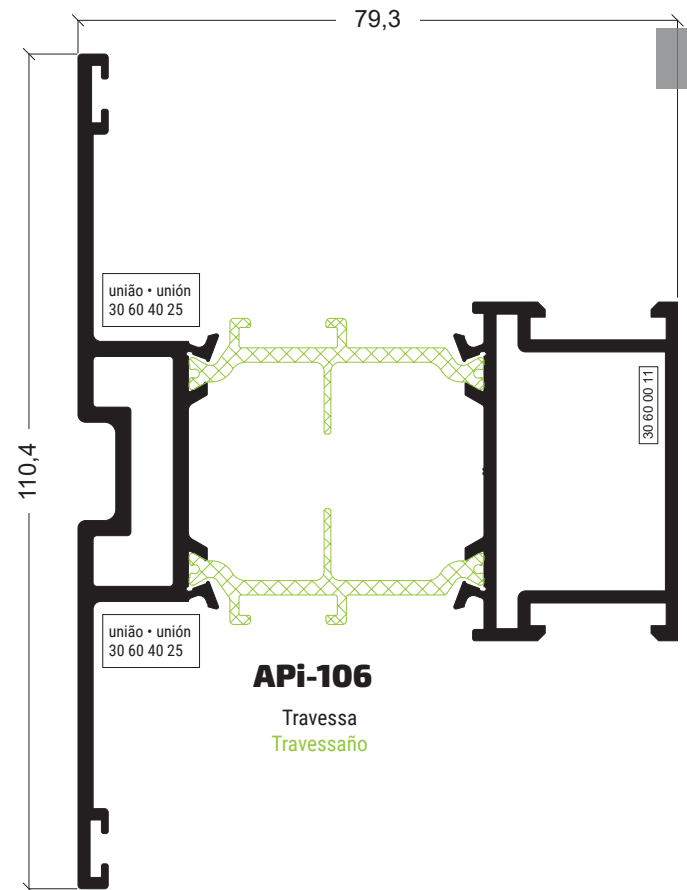 79,3
união • unión
30 60 40 25
30 60 00 11
110,4
união • unión
30 60 40 25
APi-106
Travessa
Travessaño